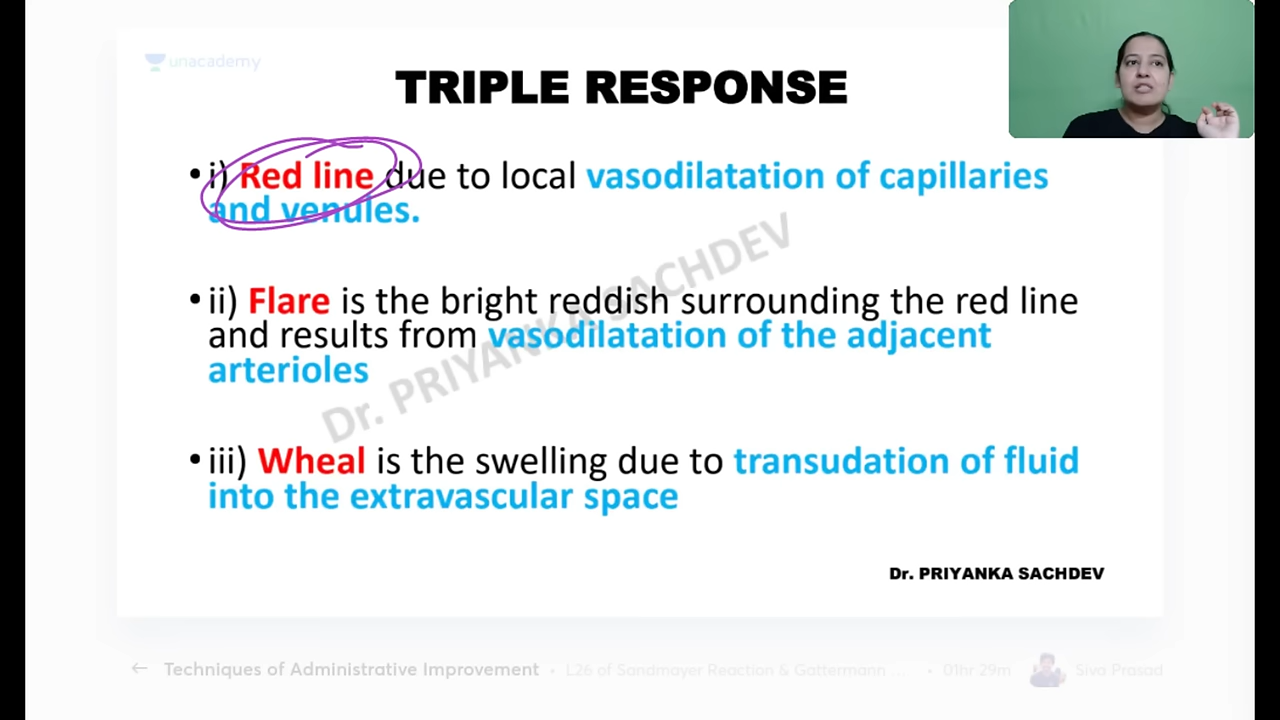 unacademy
TRIPLE RESPONSE
• i) Red line due to local vasodilatation of capillaries
and venules.
• ii) Flare is the bright reddish surrounding the red line
and results from vasodilatation of the adjacent
arterioles
• iii) Wheal is the swelling due to transudation of fluid
into the extravascular space
Dr. PRIYANKA SACHDEV
Dr. PRIYANKA SACHDEV
← Techniques of Administrative Improvement • L26 of Sandmayer Reaction & Gattermann ... • 01hr 29m Siva Prasad